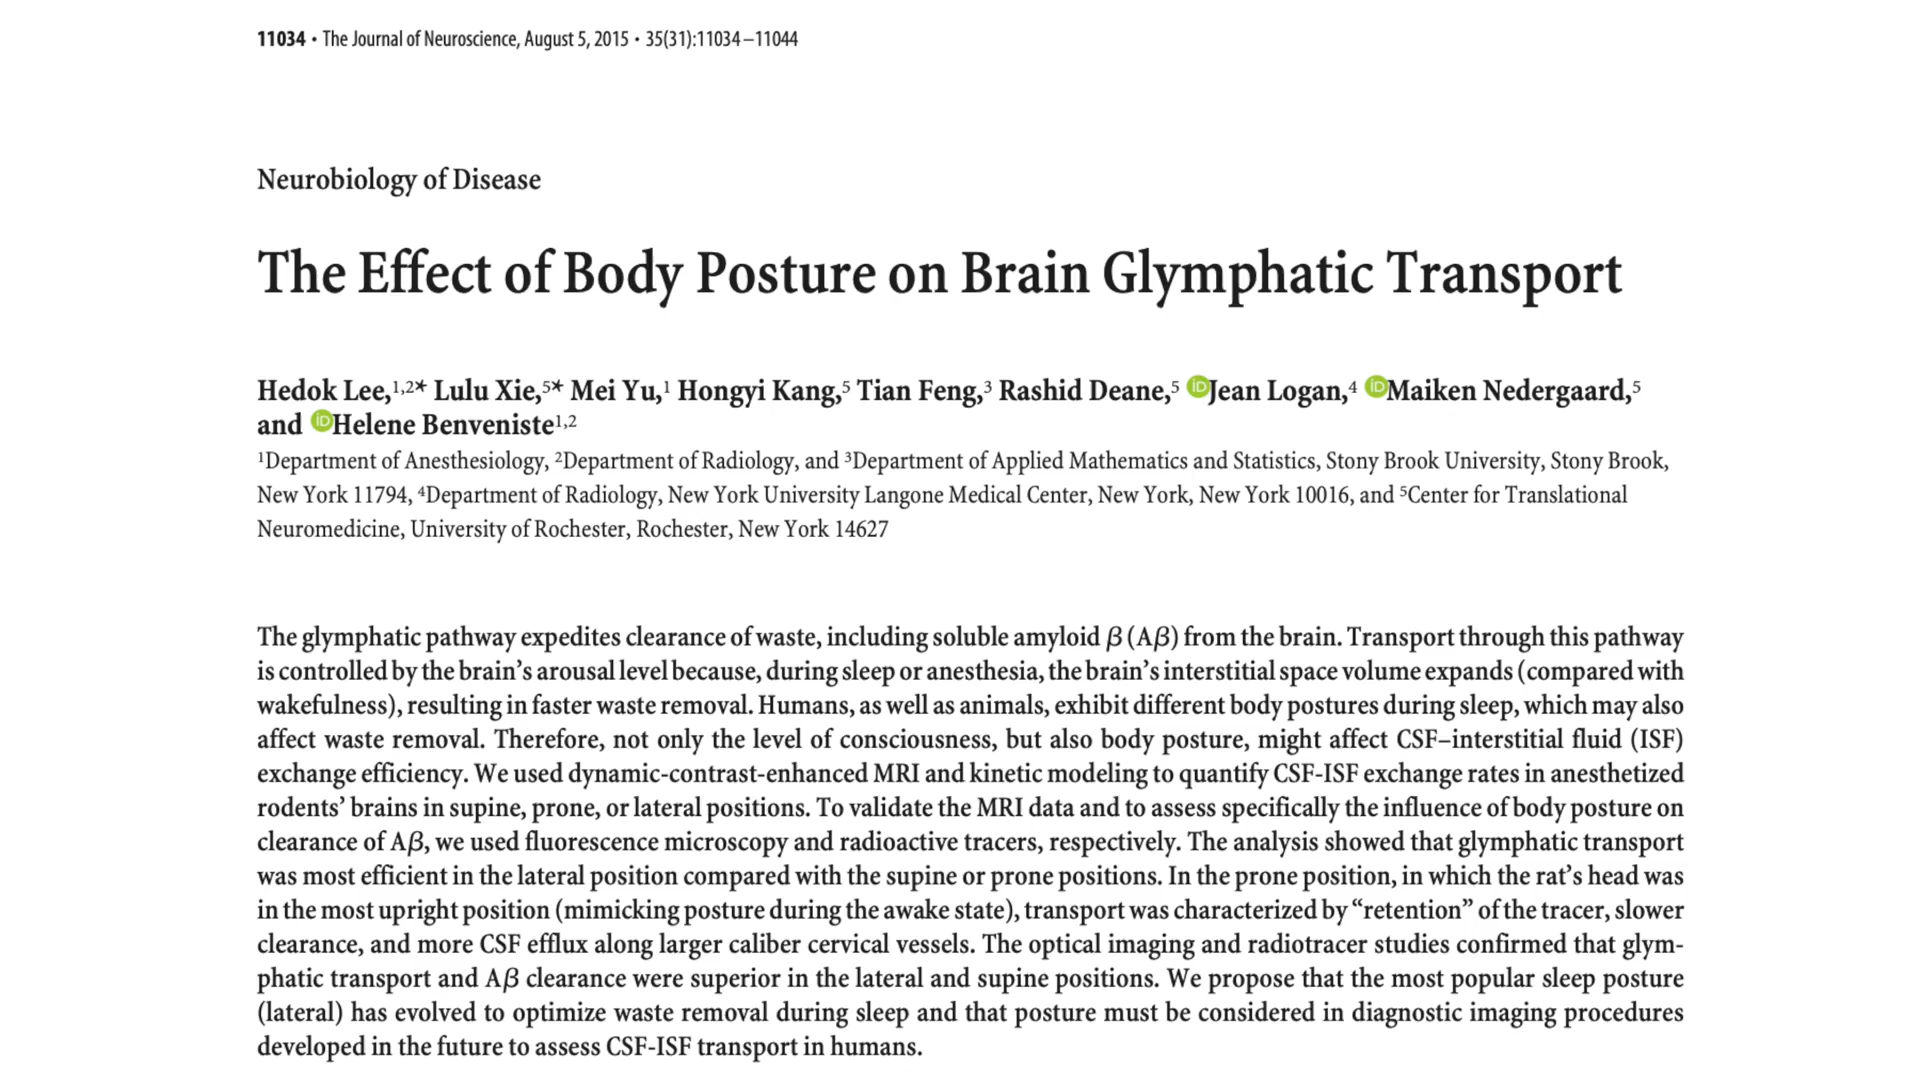 11034 • The Journal of Neuroscience, August 5, 2015 • 35(31):11034–11044
Neurobiology of Disease
The Effect of Body Posture on Brain Glymphatic Transport
Hedok Lee,1,2* Lulu Xie,5* Mei Yu,1 Hongyi Kang,5 Tian Feng,3 Rashid Deane,5 iD Jean Logan,4 iD Maiken Nedergaard,5
and iD Helene Benveniste1,2
1Department of Anesthesiology, 2Department of Radiology, and 3Department of Applied Mathematics and Statistics, Stony Brook University, Stony Brook,
New York 11794, 4Department of Radiology, New York University Langone Medical Center, New York, New York 10016, and 5Center for Translational
Neuromedicine, University of Rochester, Rochester, New York 14627
The glymphatic pathway expedites clearance of waste, including soluble amyloid β (Aβ) from the brain. Transport through this pathway
is controlled by the brain's arousal level because, during sleep or anesthesia, the brain's interstitial space volume expands (compared with
wakefulness), resulting in faster waste removal. Humans, as well as animals, exhibit different body postures during sleep, which may also
affect waste removal. Therefore, not only the level of consciousness, but also body posture, might affect CSF–interstitial fluid (ISF)
exchange efficiency. We used dynamic-contrast-enhanced MRI and kinetic modeling to quantify CSF-ISF exchange rates in anesthetized
rodents' brains in supine, prone, or lateral positions. To validate the MRI data and to assess specifically the influence of body posture on
clearance of Aβ, we used fluorescence microscopy and radioactive tracers, respectively. The analysis showed that glymphatic transport
was most efficient in the lateral position compared with the supine or prone positions. In the prone position, in which the rat's head was
in the most upright position (mimicking posture during the awake state), transport was characterized by “retention” of the tracer, slower
clearance, and more CSF efflux along larger caliber cervical vessels. The optical imaging and radiotracer studies confirmed that glym-
phatic transport and Aβ clearance were superior in the lateral and supine positions. We propose that the most popular sleep posture
(lateral) has evolved to optimize waste removal during sleep and that posture must be considered in diagnostic imaging procedures
developed in the future to assess CSF-ISF transport in humans.